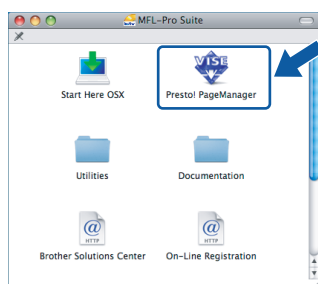 MFL-Pro Suite
VISE
Start Here OSX
Presto! PageManager
Utilities
Documentation
@
HTTP
@
HTTP
Brother Solutions Center
On-Line Registration